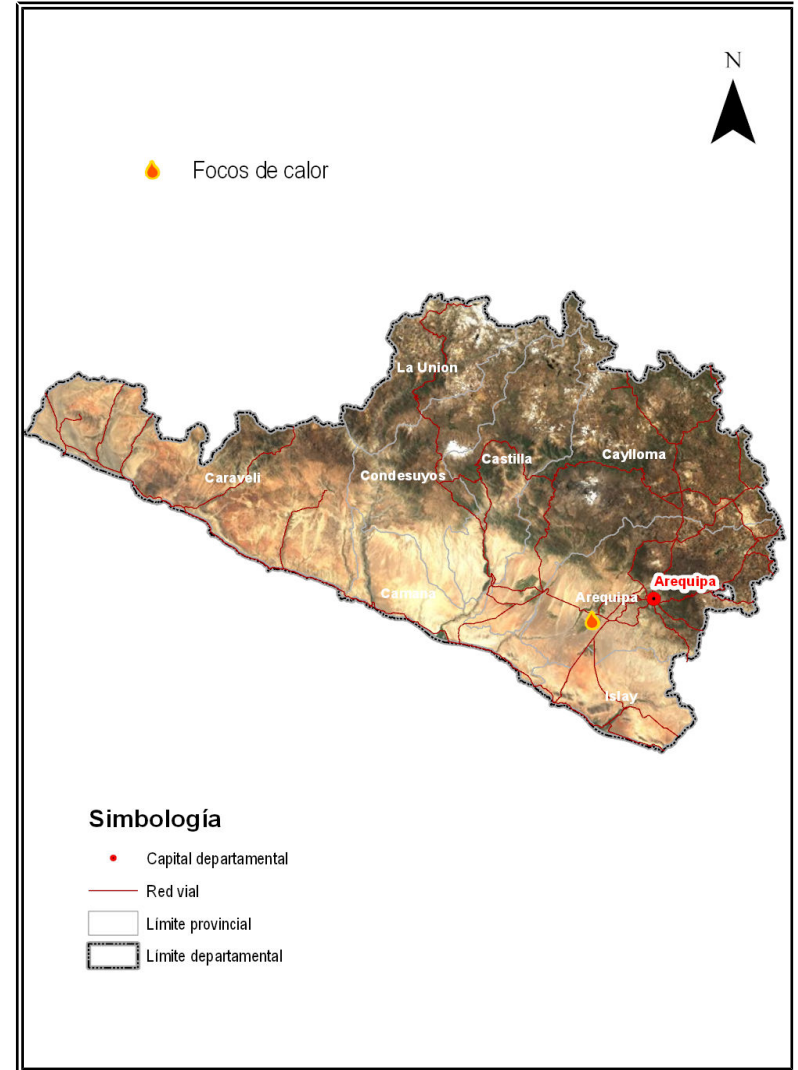 N
Focos de calor
La Union
Caraveli
Condesuyos
Castilla
Caylloma
Camana
Arequipa
Arequipa
Islay
Simbología
Capital departamental
Red vial
Límite provincial
Límite departamental